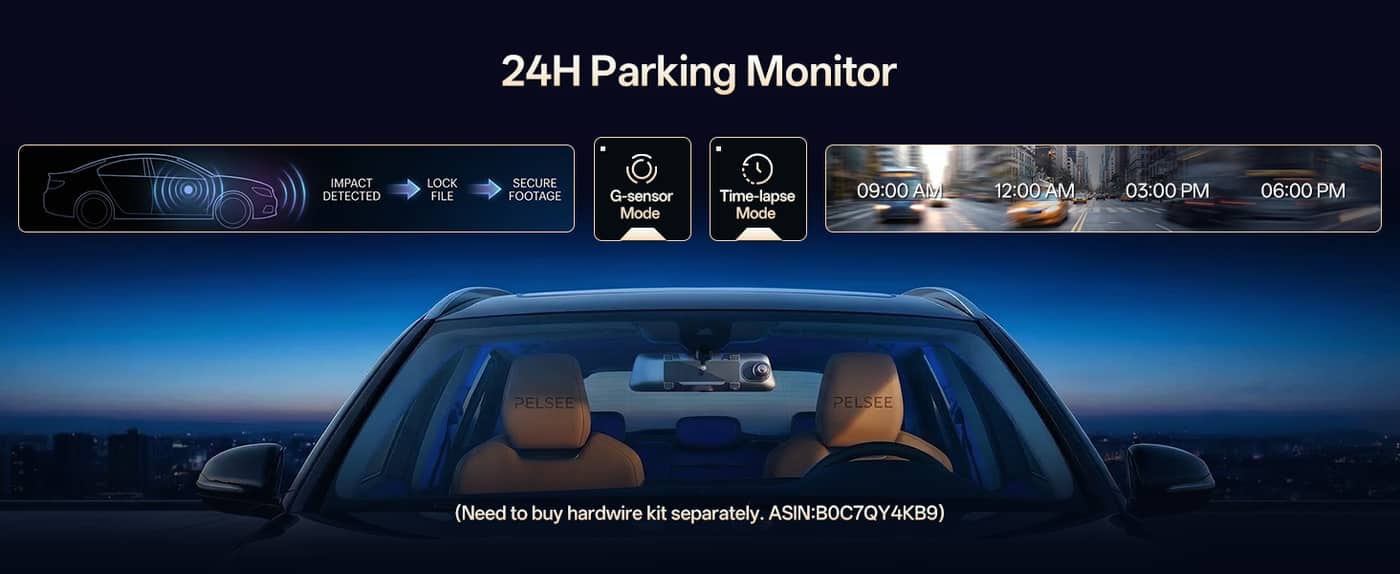 24H Parking Monitor
IMPACT
DETECTED
LOCK
FILE
SECURE
FOOTAGE
G-sensor
Mode
Time-lapse
Mode
09:00 AM
12:00 AM
03:00 PM
06:00 PM
PELSEE
PELSEE
(Need to buy hardwire kit separately. ASIN:B0C7QY4KB9)